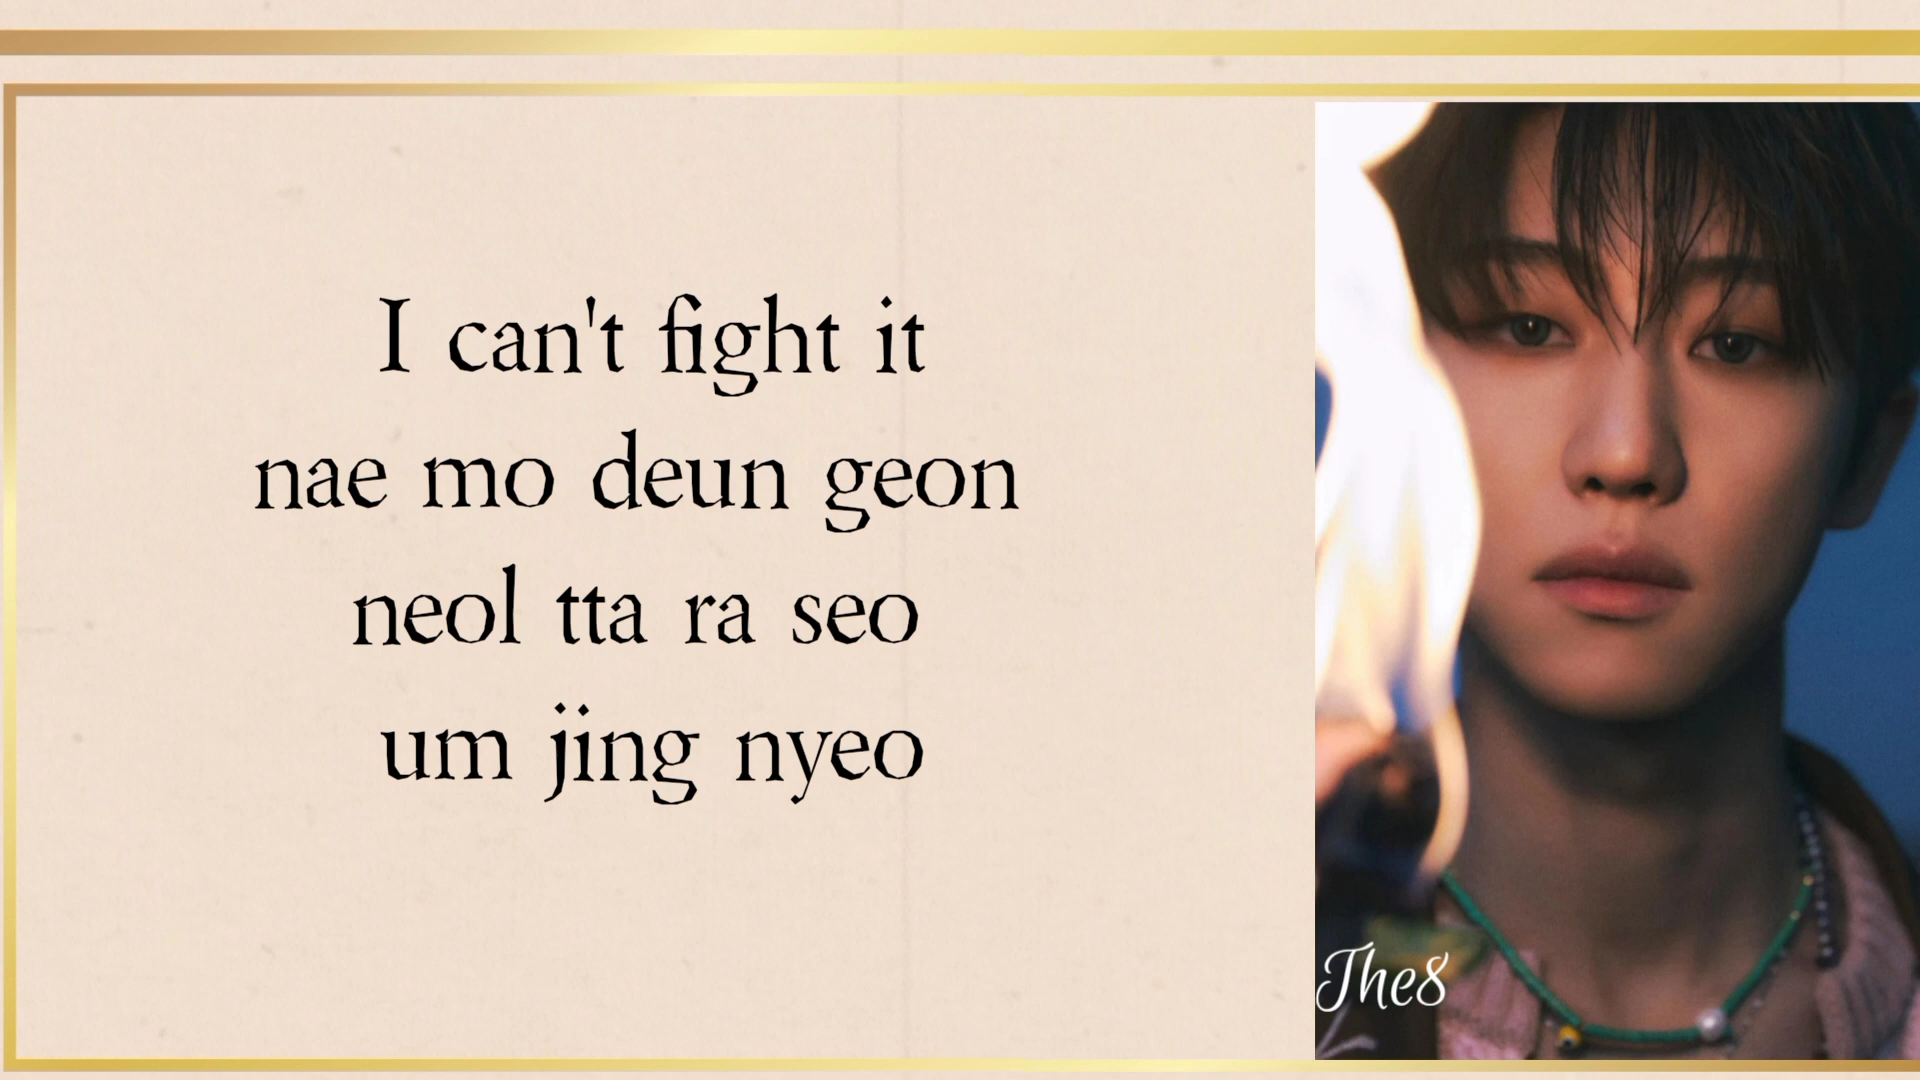 I can't fight it
nae mo deun geon
neol tta ra seo
um jing nyeo
The8